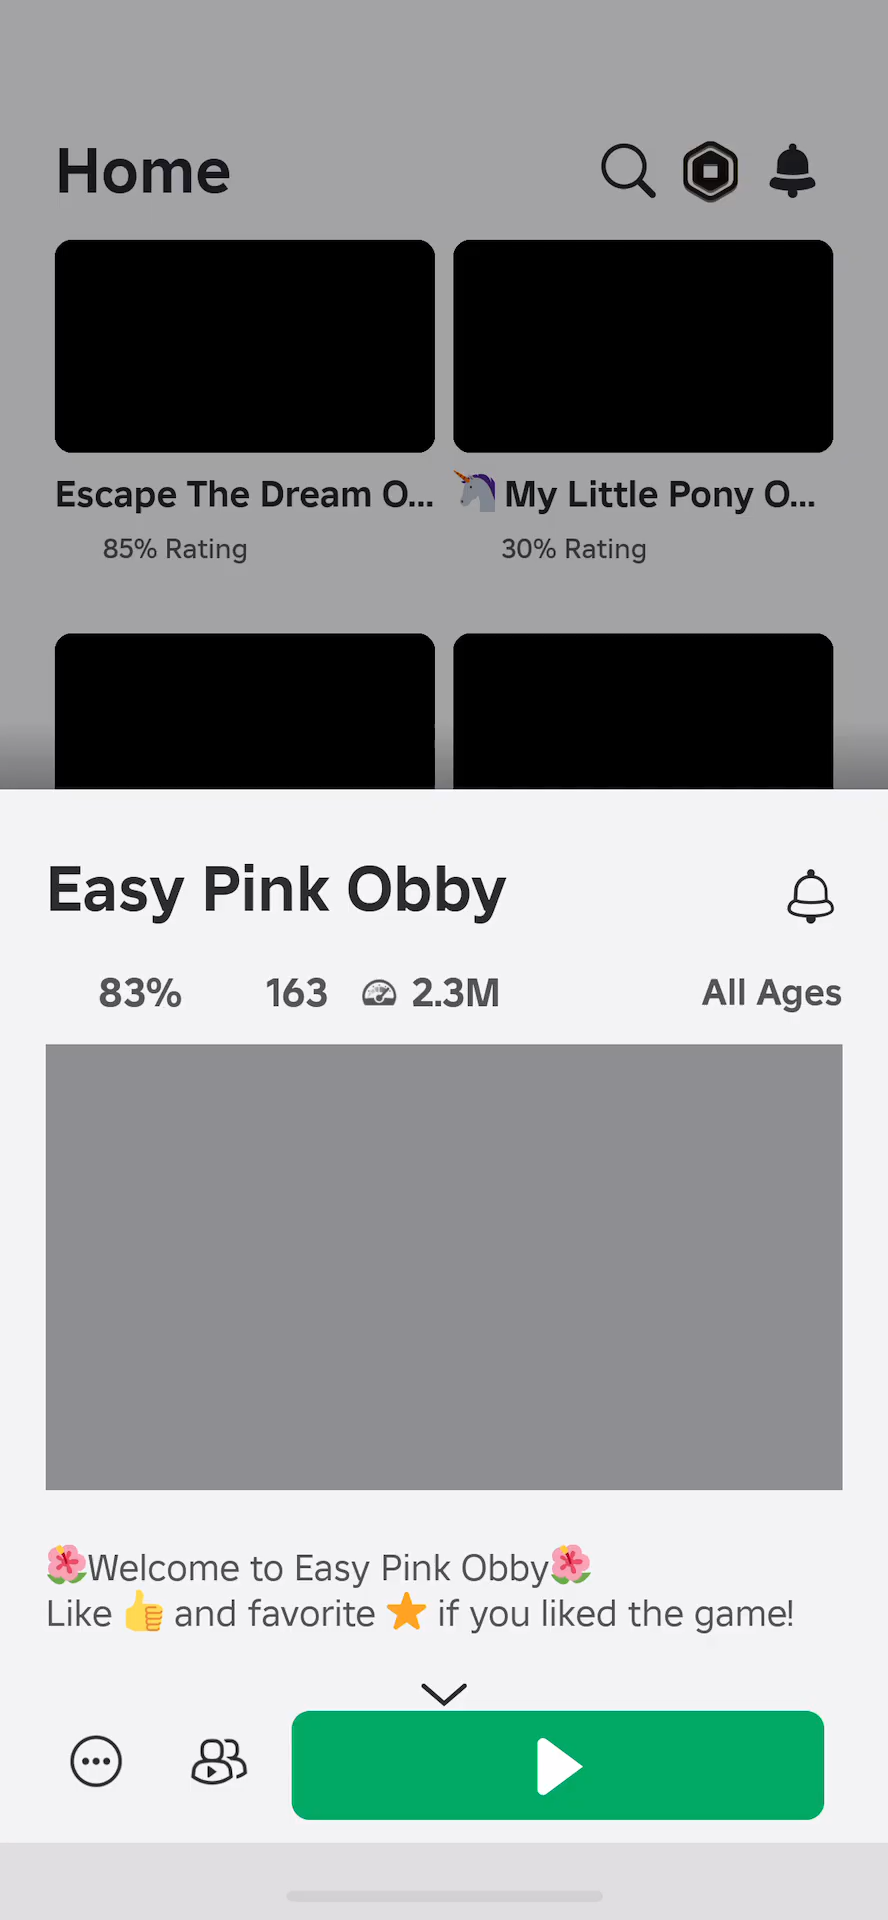 Home
Escape The Dream O...
🦄 My Little Pony O...
85% Rating
30% Rating
Easy Pink Obby
83%
163
2.3M
All Ages
🌺Welcome to Easy Pink Obby🌺
Like 👍 and favorite ⭐ if you liked the game!